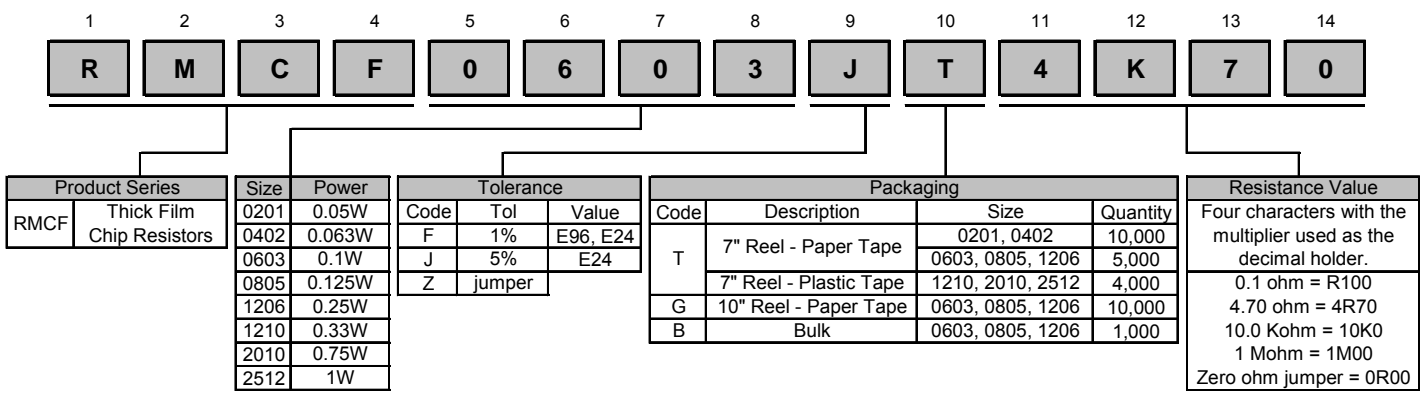 1 2 3 4 5 6 7 8 9 10 11 12 13 14
R M C F 0 6 0 3 J T 4 K 7 0
Product Series
RMCF Thick Film
Chip Resistors
Size Power
0201 0.05W
0402 0.063W
0603 0.1W
0805 0.125W
1206 0.25W
1210 0.33W
2010 0.75W
2512 1W
Tolerance
Code Tol Value
F 1% E96, E24
J 5% E24
Z jumper
Packaging
Code Description Size Quantity
T 7" Reel - Paper Tape 0201, 0402 10,000
0603, 0805, 1206 5,000
7" Reel - Plastic Tape 1210, 2010, 2512 4,000
G 10" Reel - Paper Tape 0603, 0805, 1206 10,000
B Bulk 0603, 0805, 1206 1,000
Resistance Value
Four characters with the
multiplier used as the
decimal holder.
0.1 ohm = R100
4.70 ohm = 4R70
10.0 Kohm = 10K0
1 Mohm = 1M00
Zero ohm jumper = 0R00